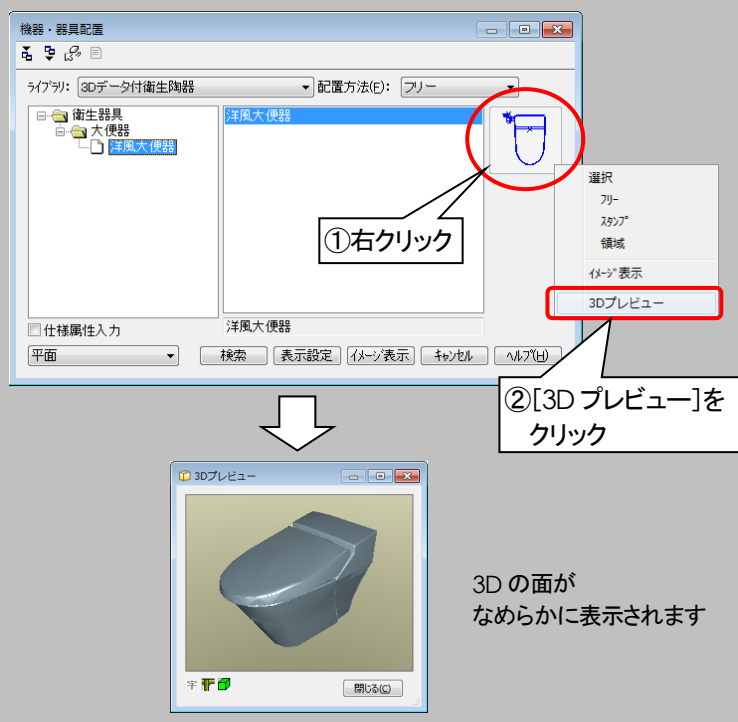 機器・器具配置
ﾗｲﾌﾞﾗﾘ: 3Dデータ付衛生陶器 配置方法(F): フリー
衛生器具
大便器
洋風大便器
洋風大便器
①右クリック
選択
ﾌﾘｰ
ｽﾀﾝﾌﾟ
領域
ｲﾒｰｼﾞ表示
3Dプレビュー
仕様属性入力
洋風大便器
平面 検索 表示設定 ｲﾒｰｼﾞ表示 ｷｬﾝｾﾙ ﾍﾙﾌﾟ(H)
②[3D プレビュー]を
クリック
3Dプレビュー
3D の面が
なめらかに表示されます
字
閉じる(C)